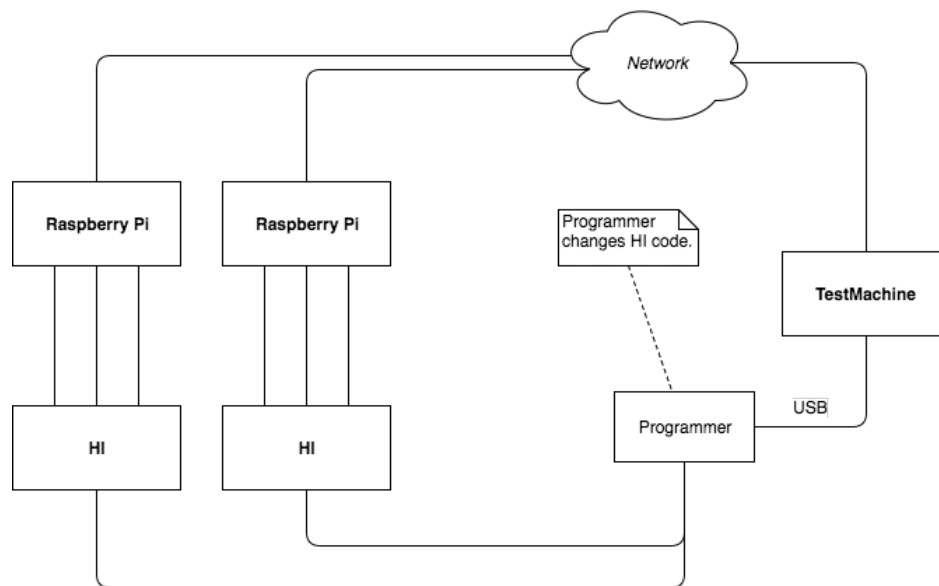 Network
Raspberry Pi
Raspberry Pi
Programmer
changes HI code.
TestMachine
USB
Programmer
HI
HI